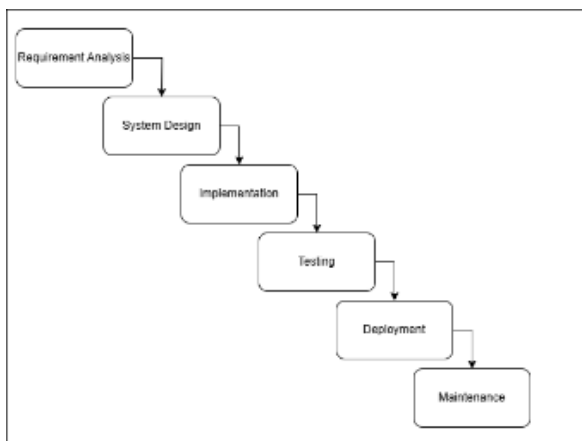 Requirement Analysis
System Design
Implementation
Testing
Deployment
Maintenance